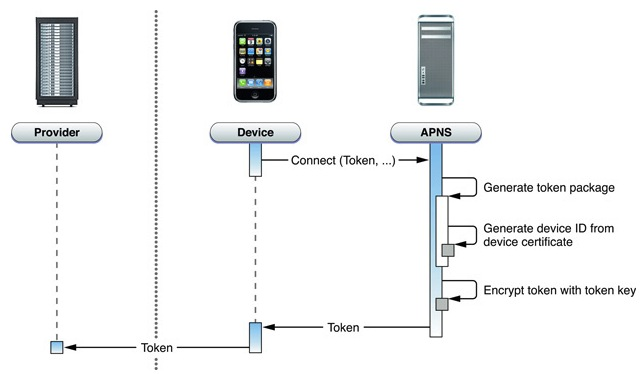 Provider
Device
APNS
Connect (Token, ...)
Generate token package
Generate device ID from
device certificate
Encrypt token with token key
Token
Token